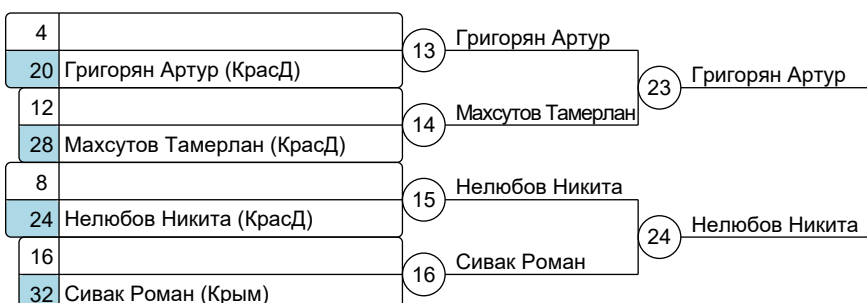 4
13 Григорян Артур
20 Григорян Артур (КрасД)
23 Григорян Артур
12
14 Махсутов Тамерлан
28 Махсутов Тамерлан (КрасД)
8
15 Нелюбов Никита
24 Нелюбов Никита (КрасД)
24 Нелюбов Никита
16
16 Сивак Роман
32 Сивак Роман (Крым)